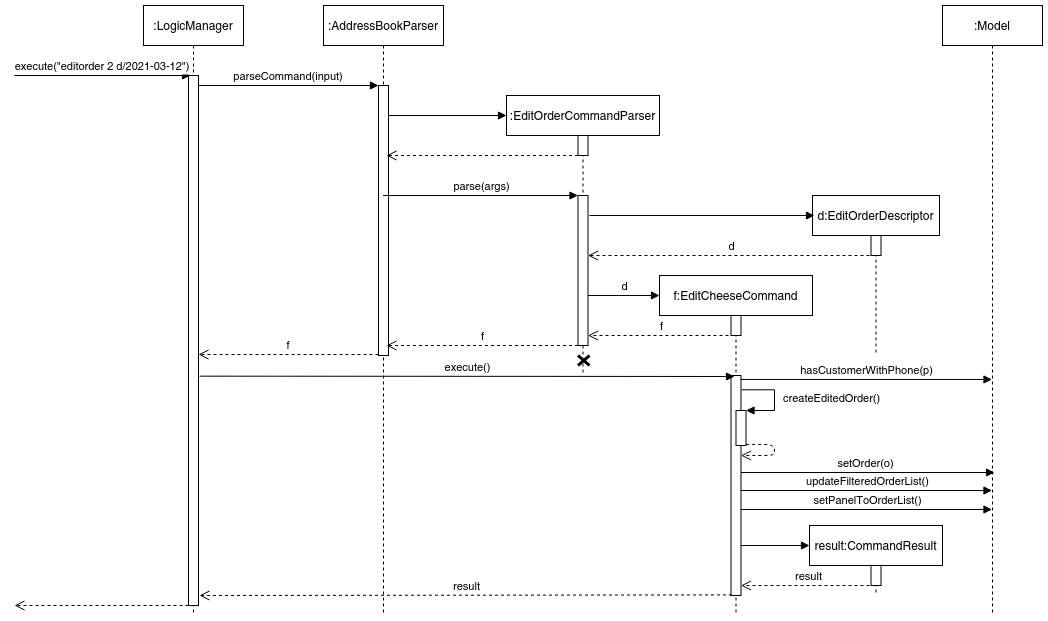 :LogicManager
:AddressBookParser
:Model
execute("editorder 2 d/2021-03-12")
parseCommand(input)
:EditOrderCommandParser
parse(args)
d:EditOrderDescriptor
d
d
f:EditCheeseCommand
f
f
f
execute()
hasCustomerWithPhone(p)
createEditedOrder()
setOrder(o)
updateFilteredOrderList()
setPanelToOrderList()
result:CommandResult
result
result